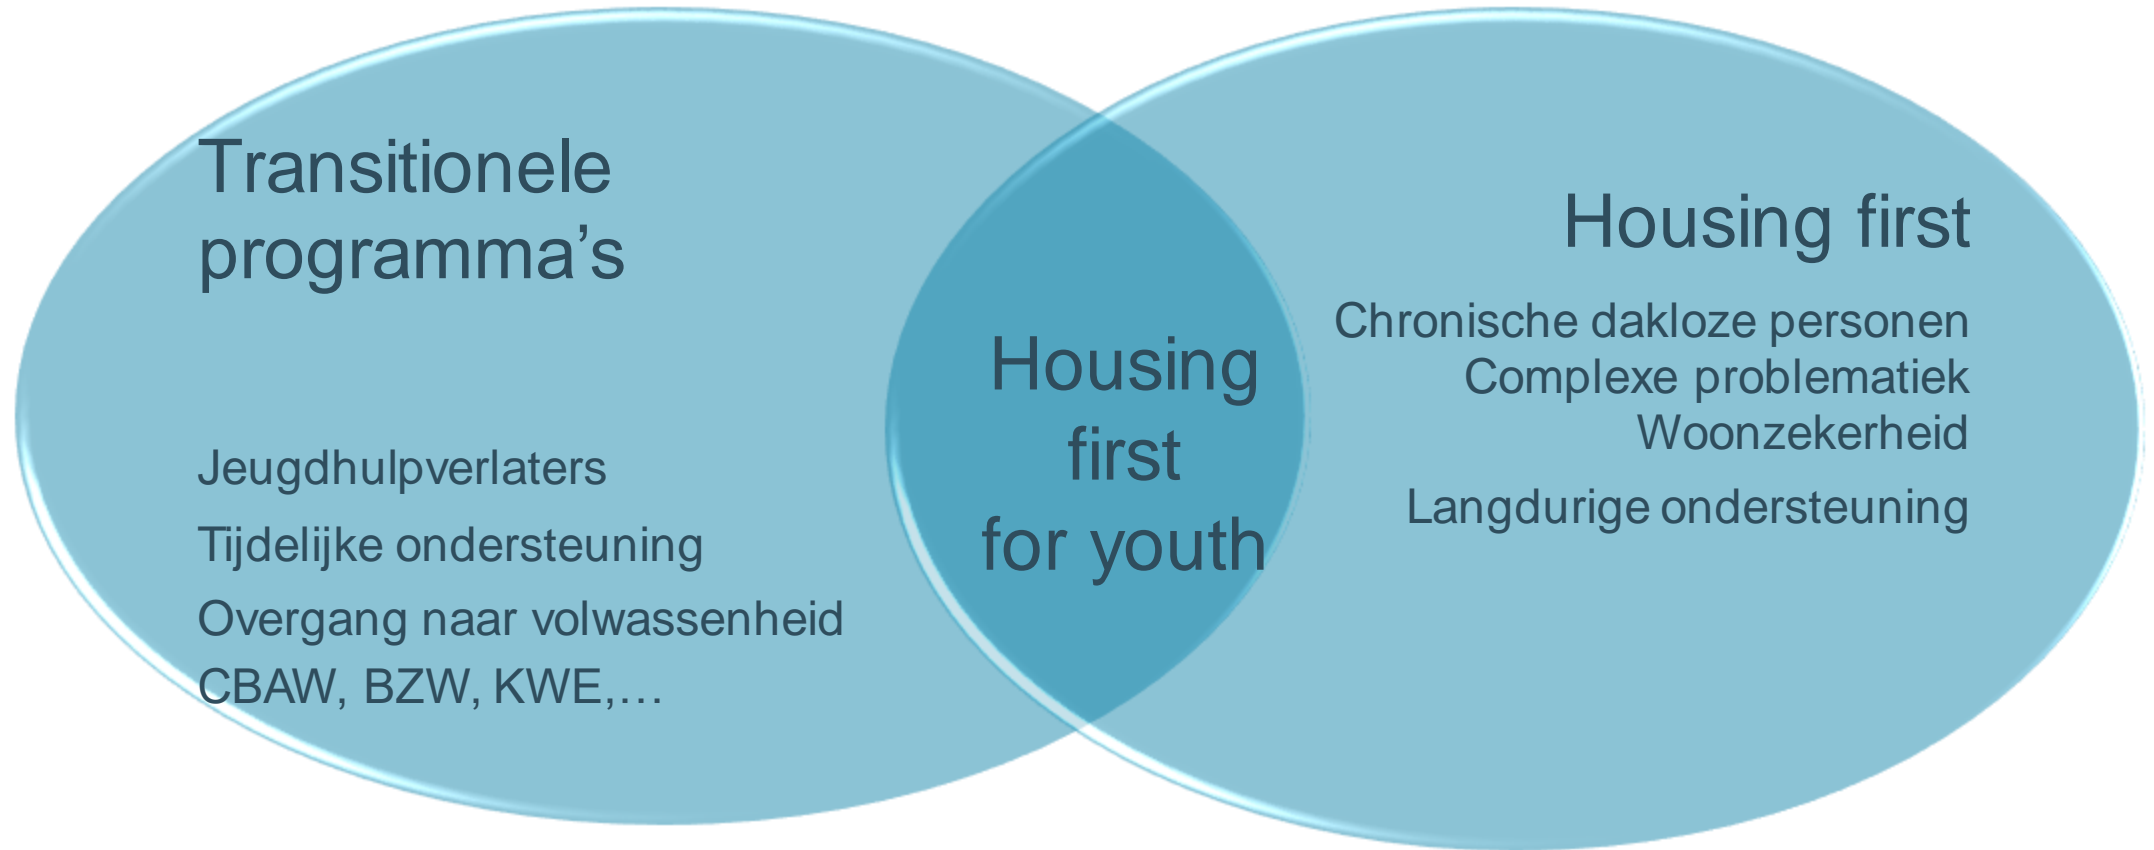 Transitionele
programma’s
Jeugdhulpverlaters
Tijdelijke ondersteuning
Overgang naar volwassenheid
CBAW, BZW, KWE,…
Housing
first
for youth
Housing first
Chronische dakloze personen
Complexe problematiek
Woonzekerheid
Langdurige ondersteuning